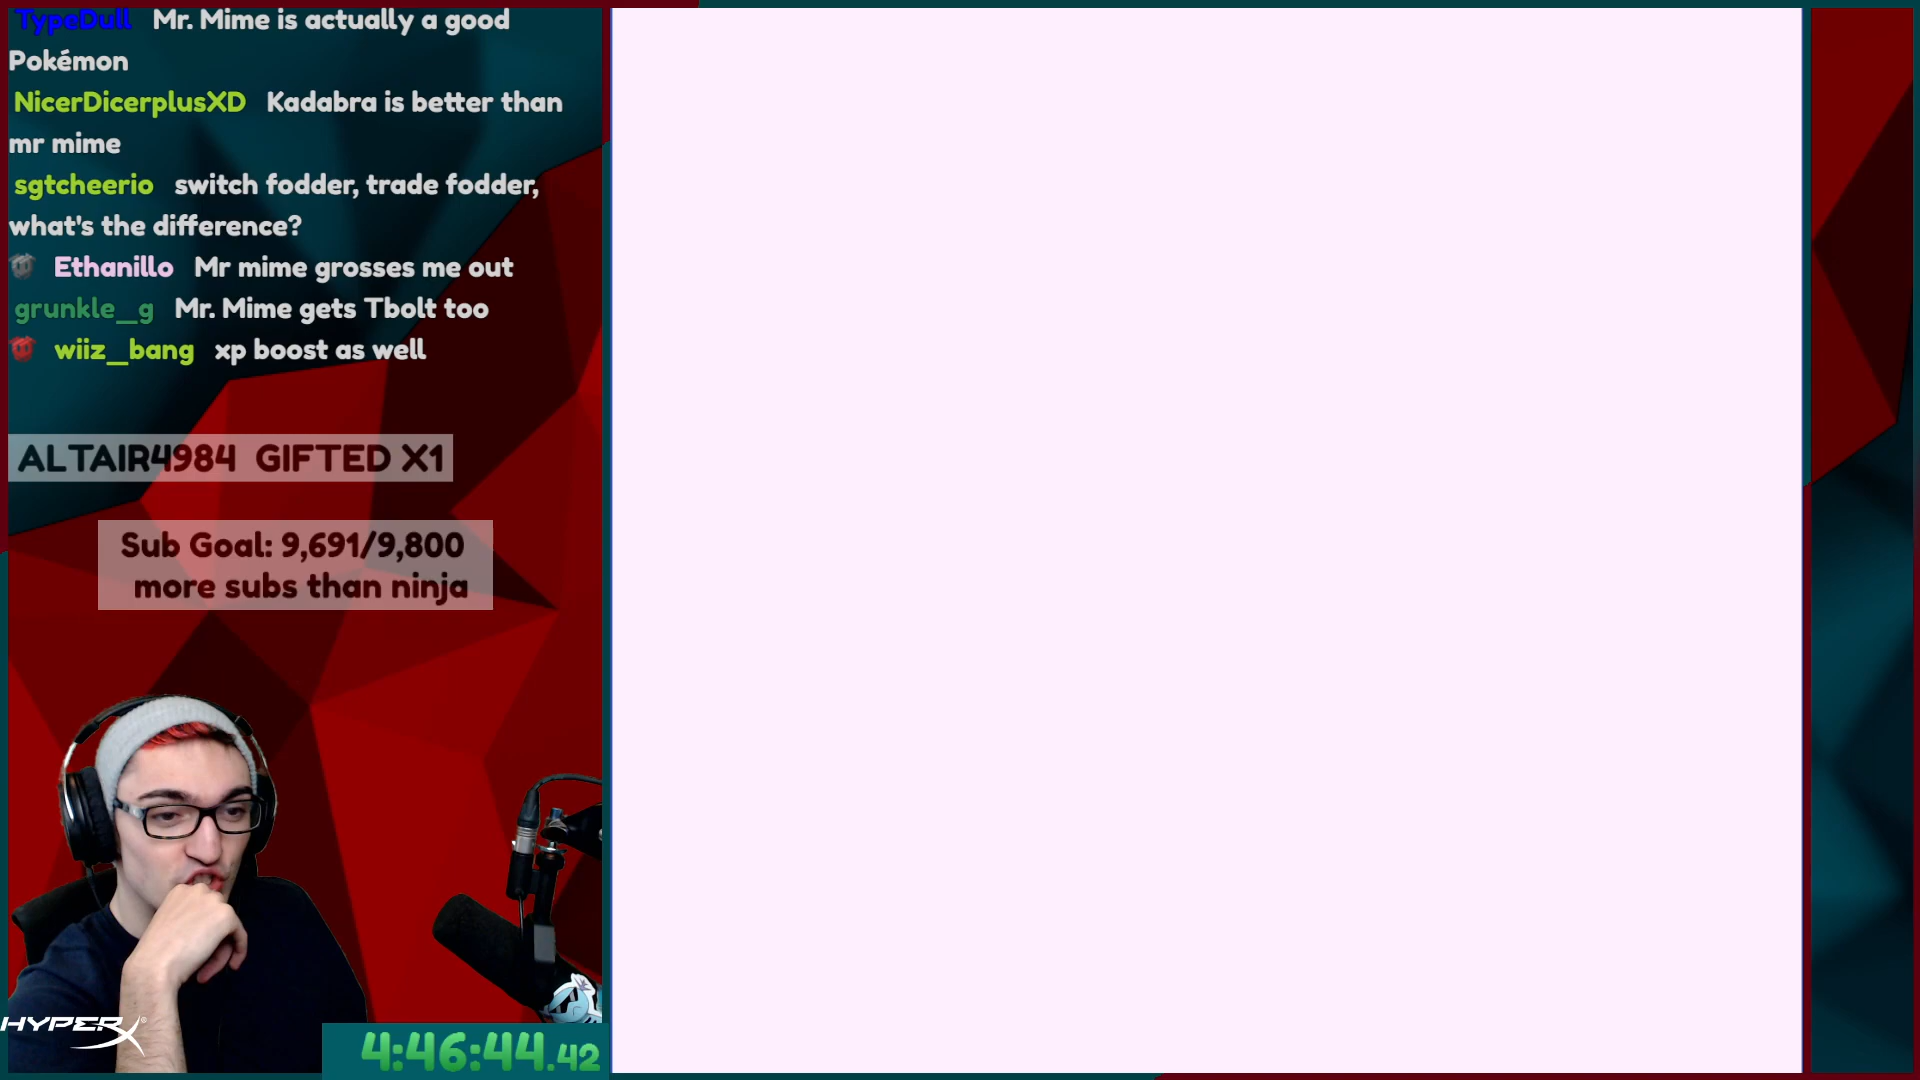 TypeDull Mr. Mime is actually a good
Pokémon
NicerDicerplusXD Kadabra is better than
mr mime
sgtcheerio switch fodder, trade fodder,
what's the difference?
Ethanillo Mr mime grosses me out
grunkle__g Mr. Mime gets Tbolt too
wiiz_bang xp boost as well
ALTAIR4984 GIFTED X1
Sub Goal: 9,691/9,800
more subs than ninja
HYPERX
4:46:44.42